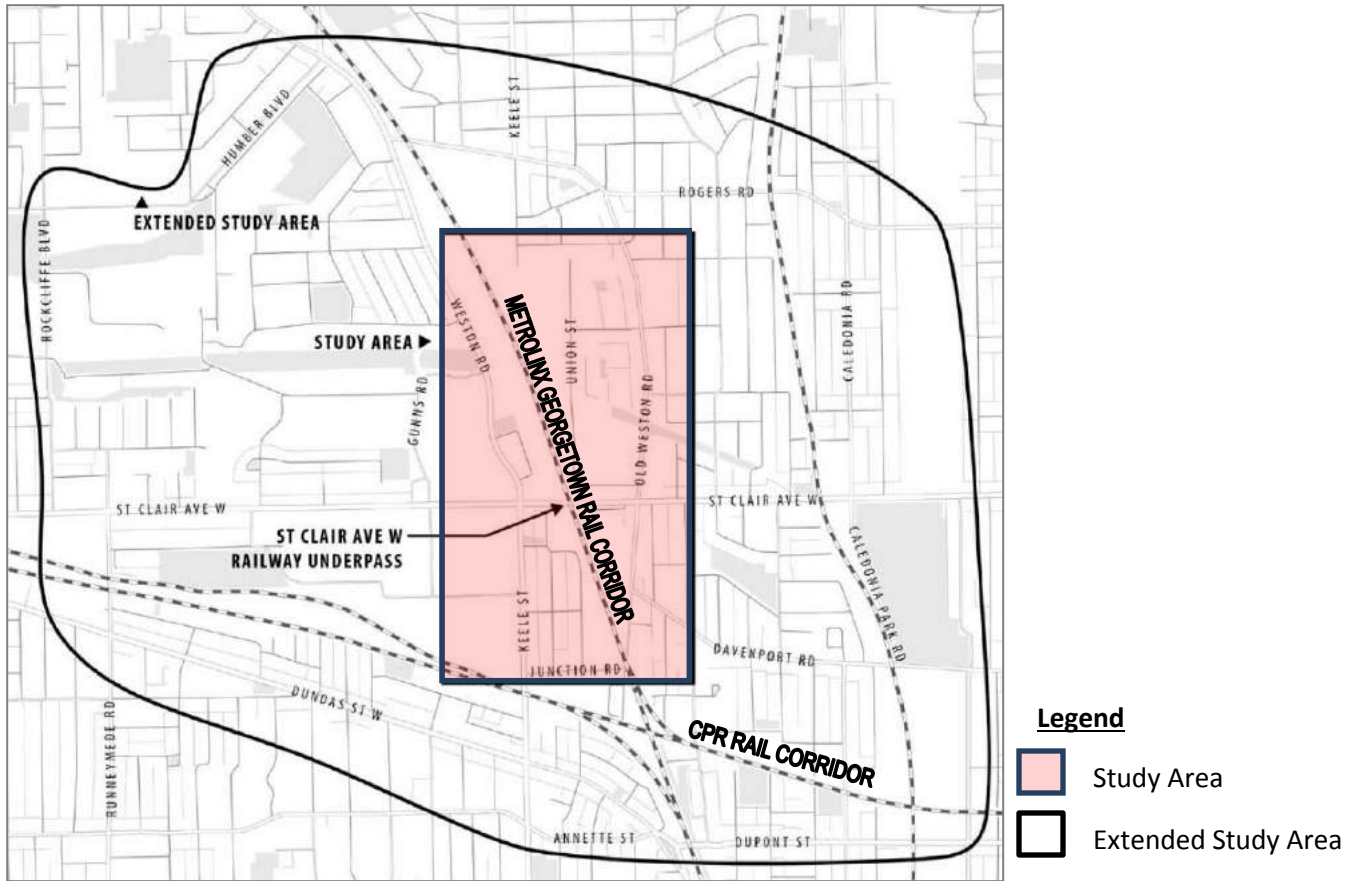 KEELE ST
HUMBER BLVD
ROGERS RD
EXTENDED STUDY AREA
ROCKCLIFFE BLVD
CALEDONIA RD
WESTON RD
METROLINX GEORGETOWN RAIL CORRIDOR
UNION ST
STUDY AREA
GUNNS RD
OLD WESTON RD
ST CLAIR AVE W
ST CLAIR AVE W
ST CLAIR AVE W
RAILWAY UNDERPASS
CALEDONIA PARK RD
KEELE ST
DAVENPORT RD
JUNCTION RD
DUNDAS ST W
RUNNEYMEDE RD
CPR RAIL CORRIDOR
ANNETTE ST
DUPONT ST
Legend
Study Area
Extended Study Area